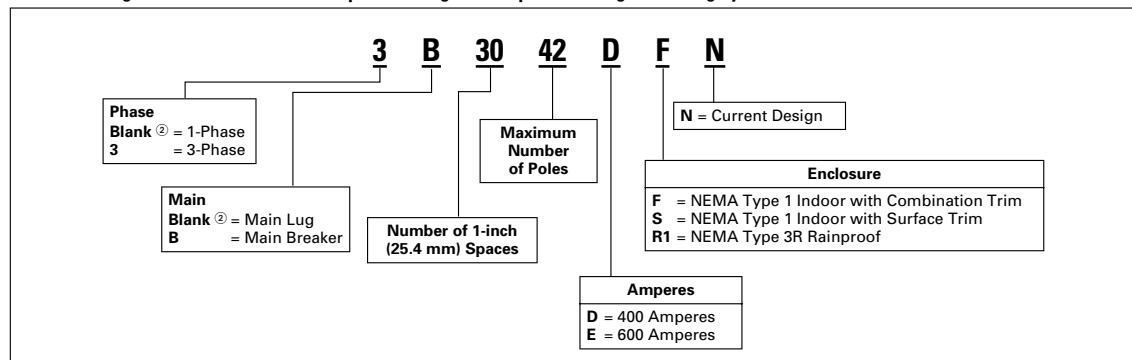 3 B 30 42 D F N
Phase
Blank ② = 1-Phase
3 = 3-Phase
Main
Blank ② = Main Lug
B = Main Breaker
Number of 1-inch
(25.4 mm) Spaces
Maximum
Number
of Poles
N = Current Design
Enclosure
F = NEMA Type 1 Indoor with Combination Trim
S = NEMA Type 1 Indoor with Surface Trim
R1 = NEMA Type 3R Rainproof
Amperes
D = 400 Amperes
E = 600 Amperes